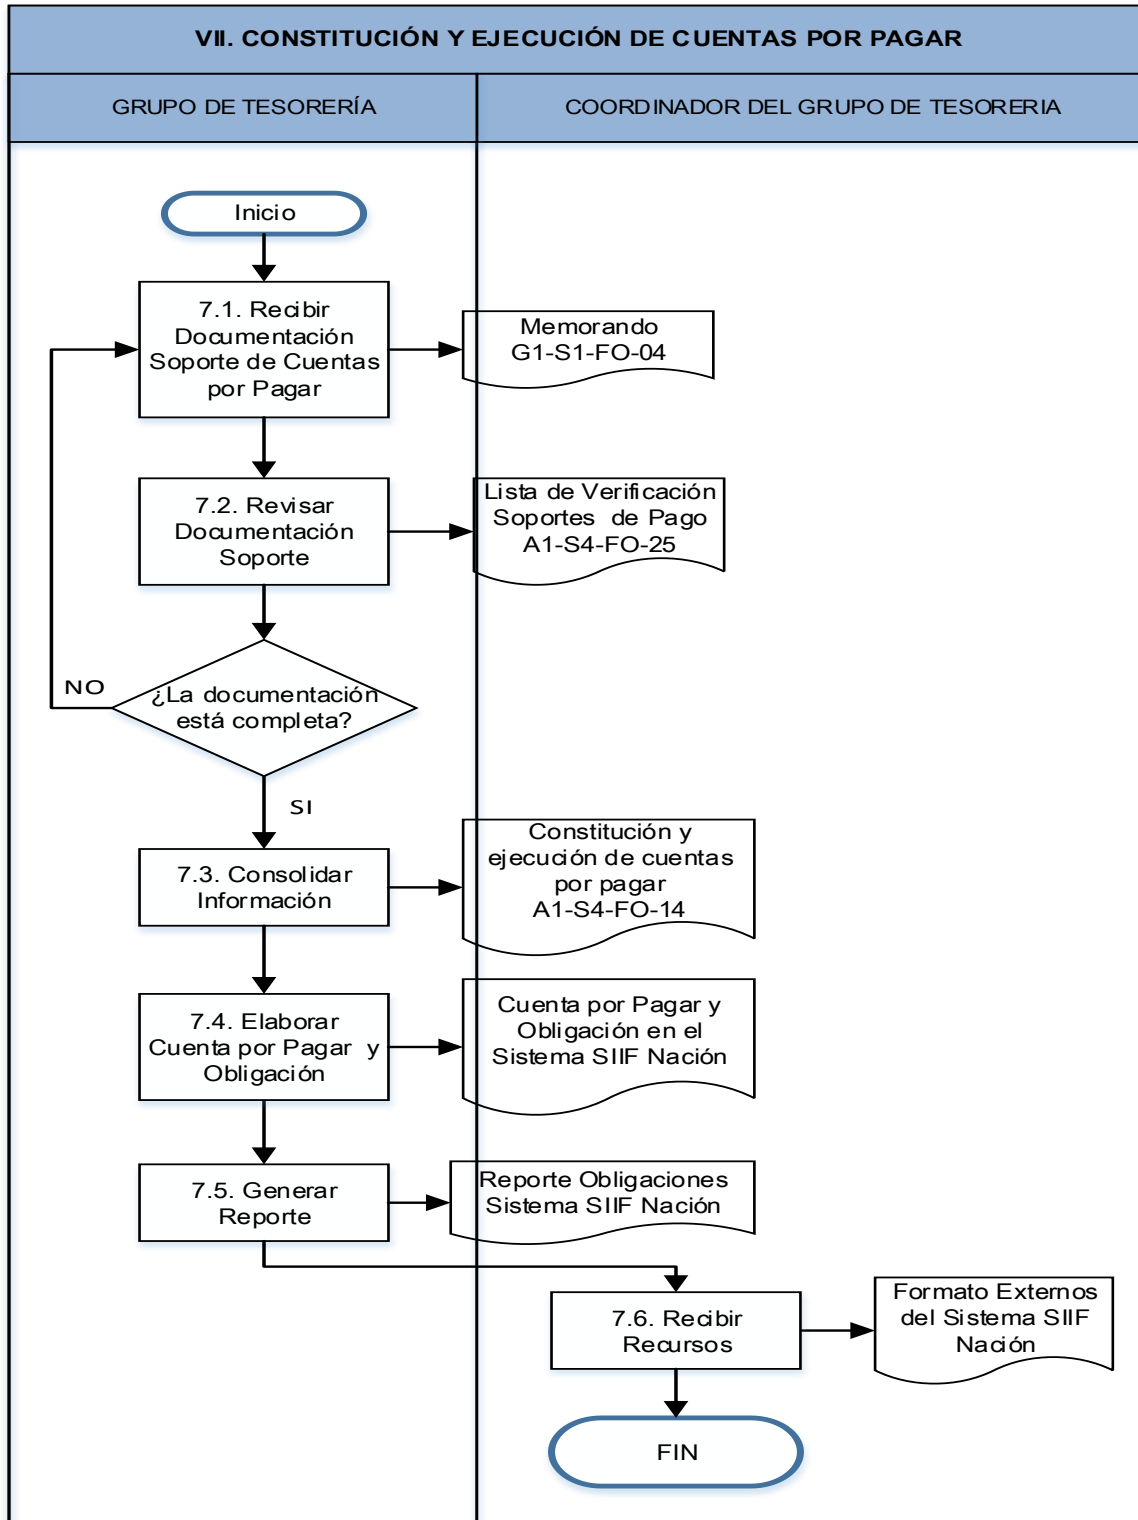 VII. CONSTITUCIÓN Y EJECUCIÓN DE CUENTAS POR PAGAR
GRUPO DE TESORERÍA
COORDINADOR DEL GRUPO DE TESORERIA
Inicio
7.1. Recibir
Documentación
Soporte de Cuentas
por Pagar
Memorando
G1-S1-FO-04
7.2. Revisar
Documentación
Soporte
Lista de Verificación
Soportes de Pago
A1-S4-FO-25
¿La documentación
está completa?
NO
SI
7.3. Consolidar
Información
Constitución y
ejecución de cuentas
por pagar
A1-S4-FO-14
7.4. Elaborar
Cuenta por Pagar y
Obligación
Cuenta por Pagar y
Obligación en el
Sistema SIIF Nación
7.5. Generar
Reporte
Reporte Obligaciones
Sistema SIIF Nación
7.6. Recibir
Recursos
Formato Externos
del Sistema SIIF
Nación
FIN